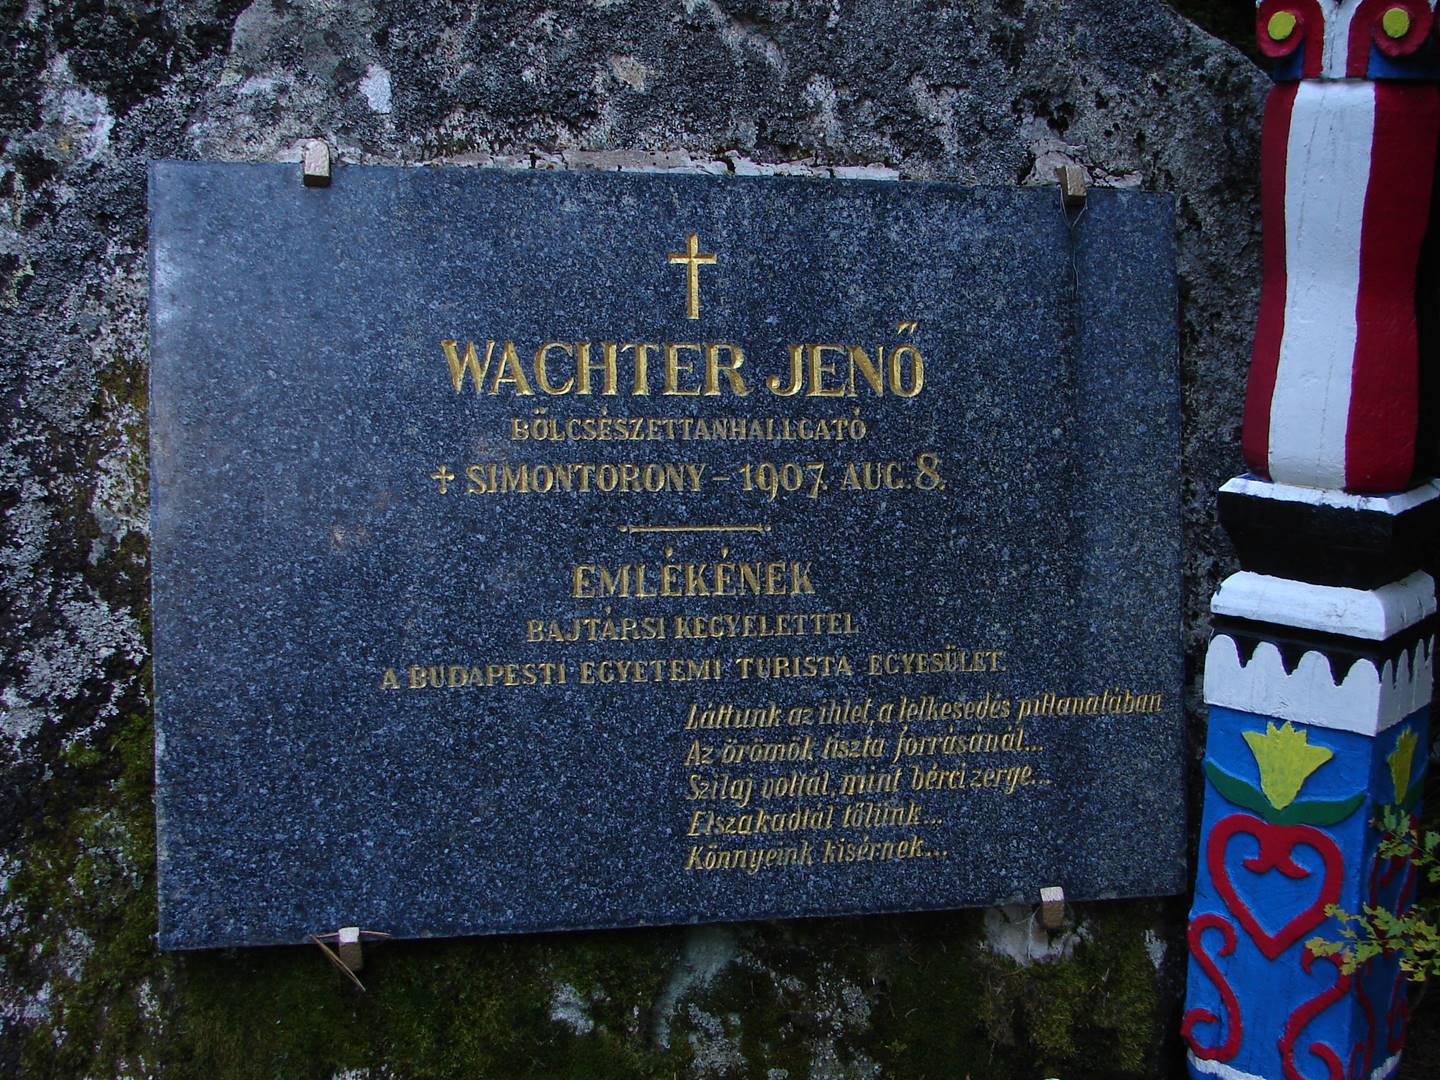 WACHTER JENŐ
BÖLCSÉSZETTANHALLGATÓ
+ SIMONTORONY – 1907. AUG. 8.
EMLÉKÉNEK
BAJTÁRSI KEGYELETTEL
A BUDAPESTI EGYETEMI TURISTA EGYESÜLET.
Láttunk az ihlet, a lelkesedés pillanatában
Az örömök tiszta forrásánál...
Szilaj voltál, mint bérci zerge...
Elszakadtál tőlünk...
Könnyeink kisérnek...